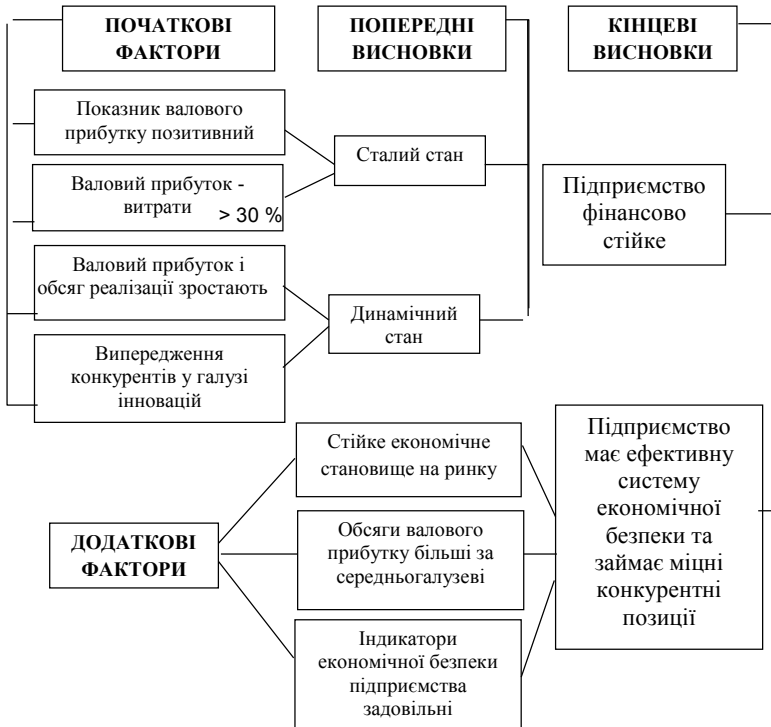 ПОЧАТКОВІ
ФАКТОРИ
ПОПЕРЕДНІ
ВИСНОВКИ
КІНЦЕВІ
ВИСНОВКИ
Показник валового
прибутку позитивний
Сталий стан
Валовий прибуток -
витрати > 30 %
Підприємство
фінансово
стійке
Валовий прибуток і
обсяг реалізації зростають
Динамічний
стан
Випередження
конкурентів у галузі
інновацій
Стійке економічне
становище на ринку
Підприємство
має ефективну
систему
економічної
безпеки та
займає міцні
конкурентні
позиції
ДОДАТКОВІ
ФАКТОРИ
Обсяги валового
прибутку більші за
середньогалузеві
Індикатори
економічної безпеки
підприємства
задовільні